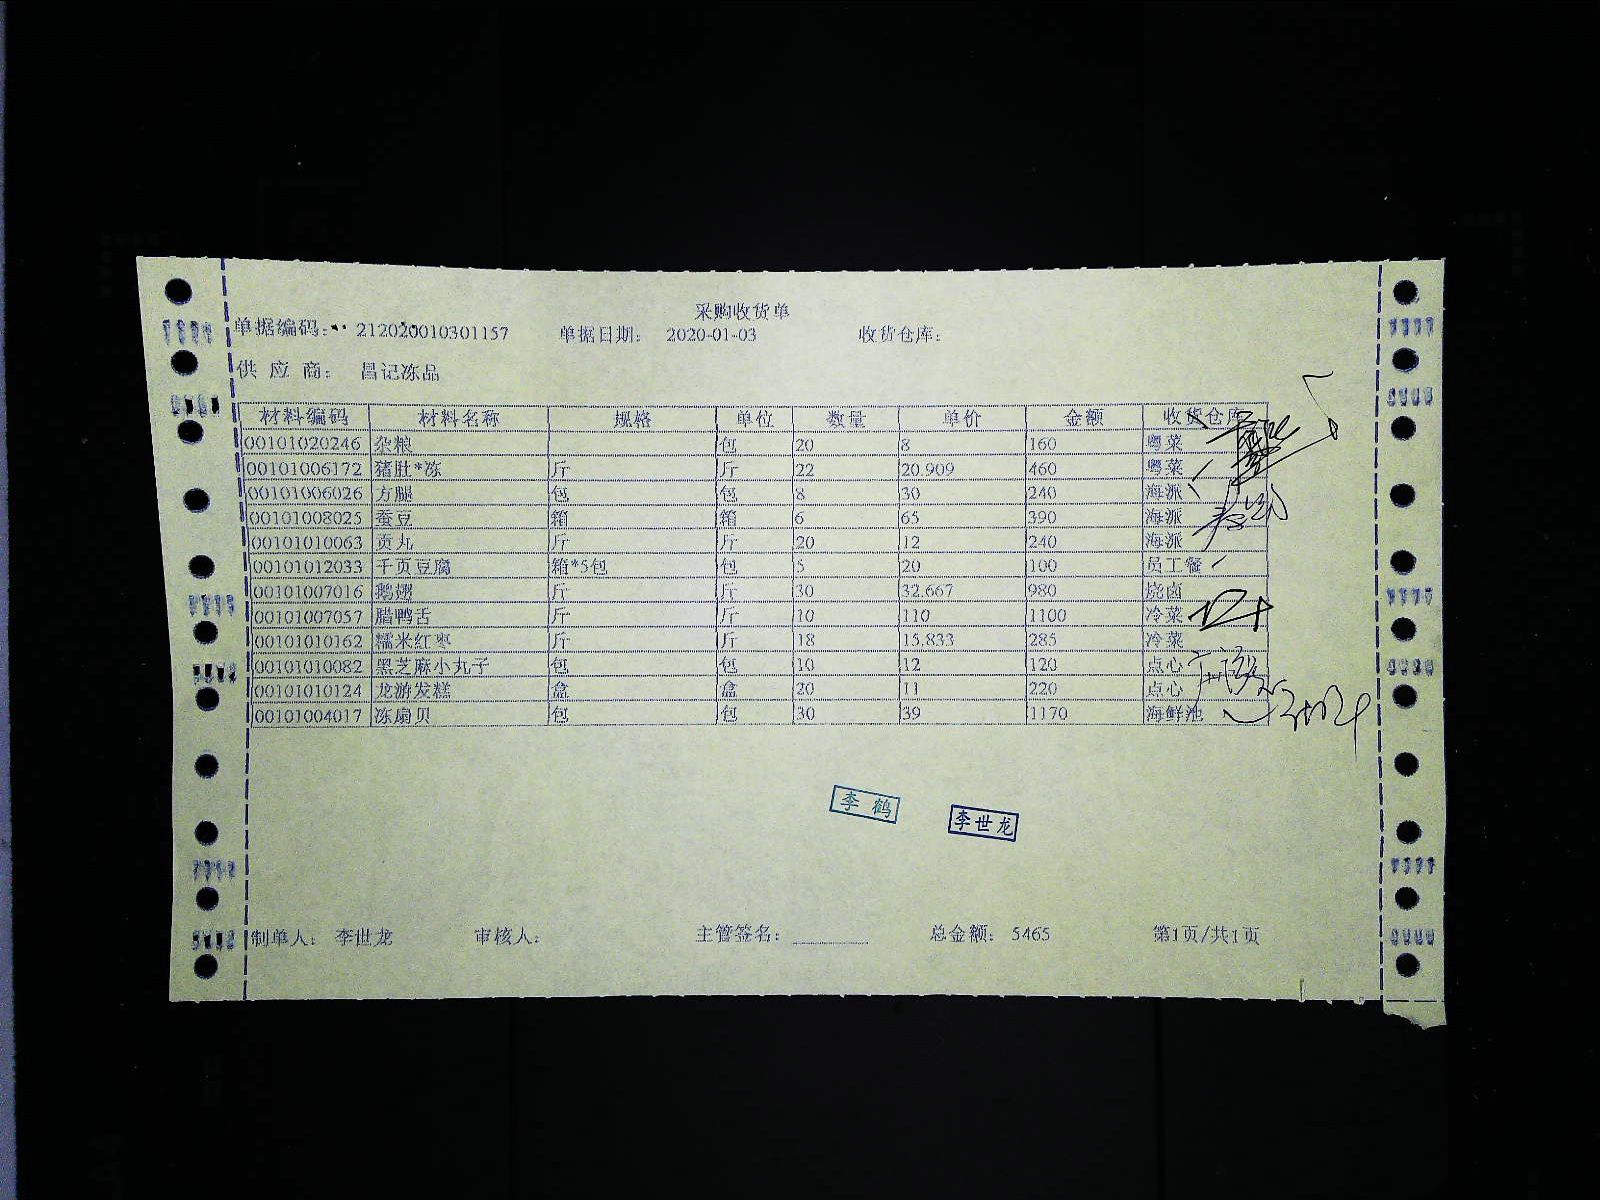 采购收货单
单据编码: 212020010301157 单据日期: 2020-01-03 收货仓库:
供 应 商: 昌记冻品
材料编码 材料名称 规格 单位 数量 单价 金额 收货仓库
00101020246 杂粮 包 20 8 160 粤菜
00101006172 猪肚*冻 斤 斤 22 20.909 460 粤菜
00101006026 方腿 包 包 8 30 240 海派
00101008025 蚕豆 箱 箱 6 65 390 海派
00101010063 贡丸 斤 斤 20 12 240 海派
00101012033 千页豆腐 箱*5包 包 5 20 100 员工餐
00101007016 鹅翅 斤 斤 30 32.667 980 烧卤
00101007057 腊鸭舌 斤 斤 10 110 1100 冷菜
00101010162 糯米红枣 斤 斤 18 15.833 285 冷菜
00101010082 黑芝麻小丸子 包 包 10 12 120 点心
00101010124 龙游发糕 盒 盒 20 11 220 点心
00101004017 冻扇贝 包 包 30 39 1170 海鲜池
李 鹤 李世龙
制单人: 李世龙 审核人: 主管签名: 总金额: 5465 第1页/共1页